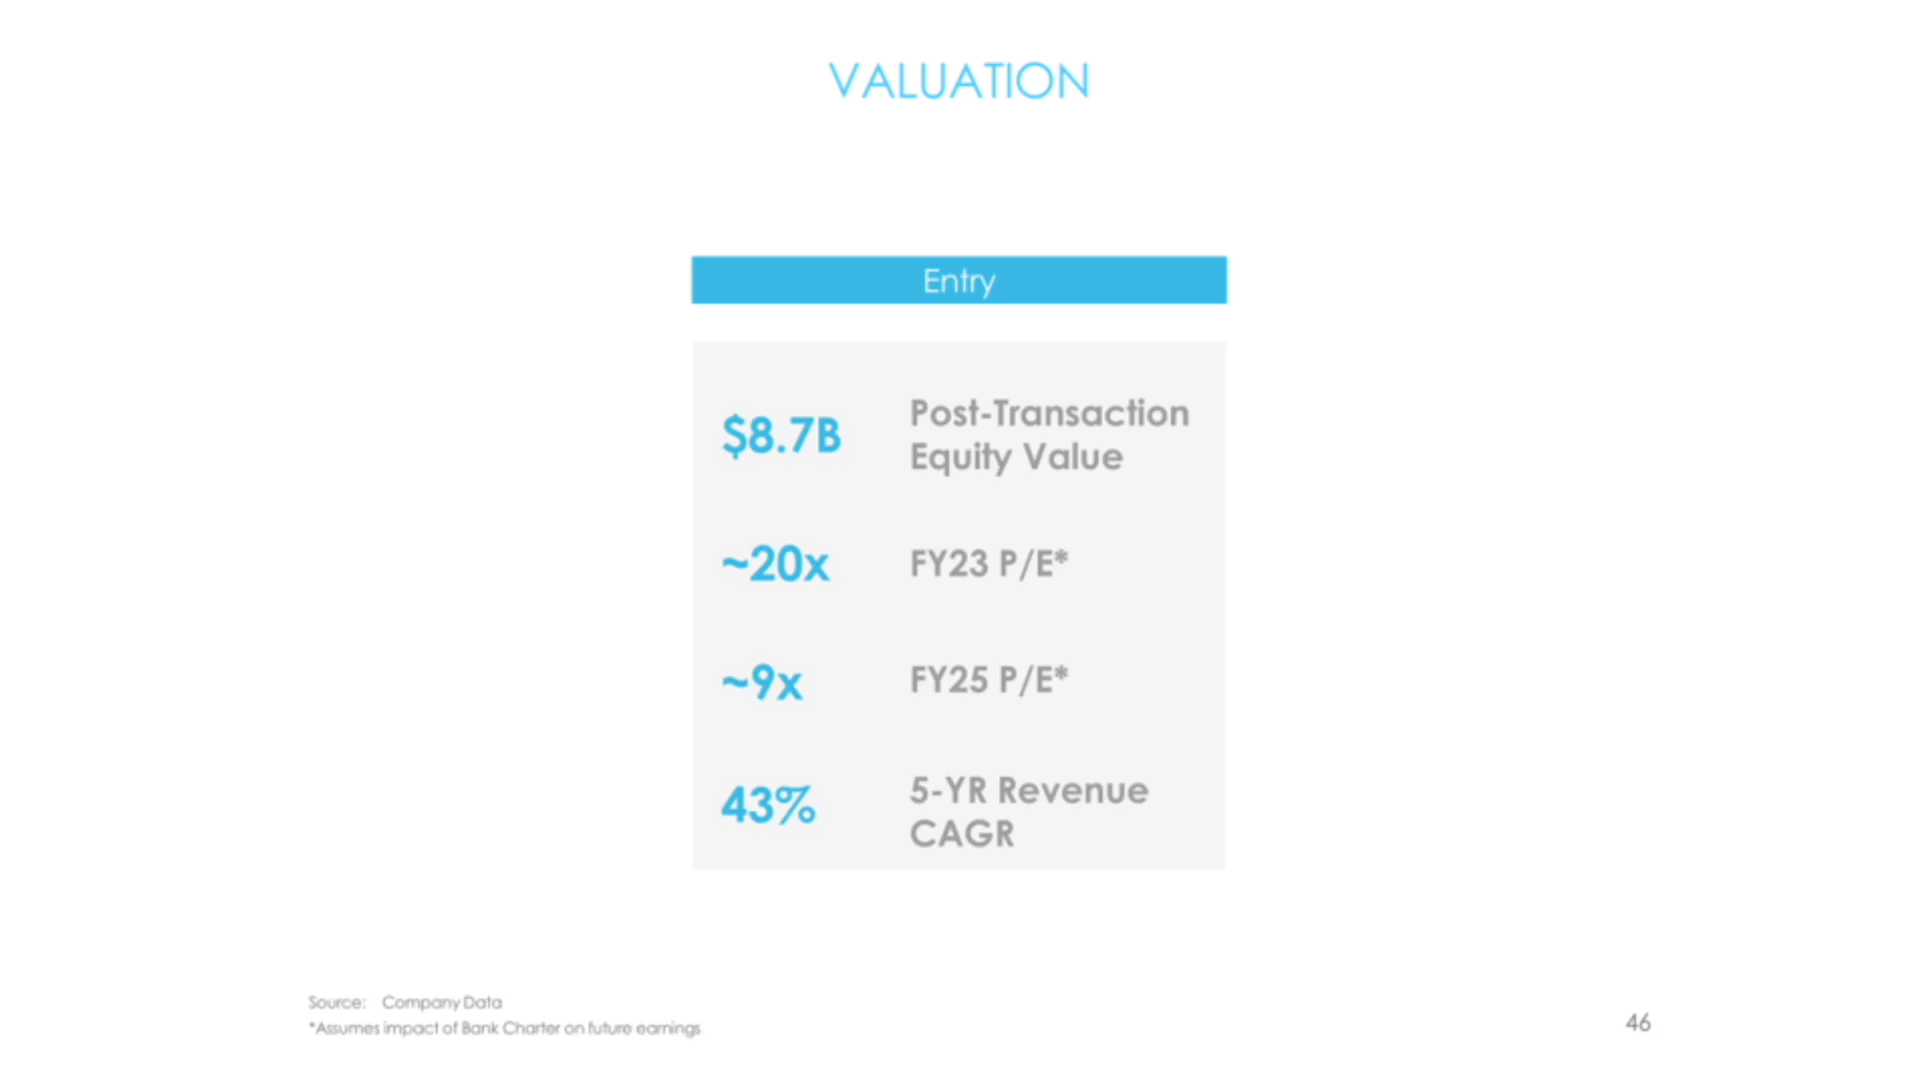 VALUATION
Entry
$8.7B
Post-Transaction
Equity Value
~20x
FY23 P/E*
~9x
FY25 P/E*
43%
5-YR Revenue
CAGR
Source: Company Data
*Assumes impact of Bank Charter on future earnings
46